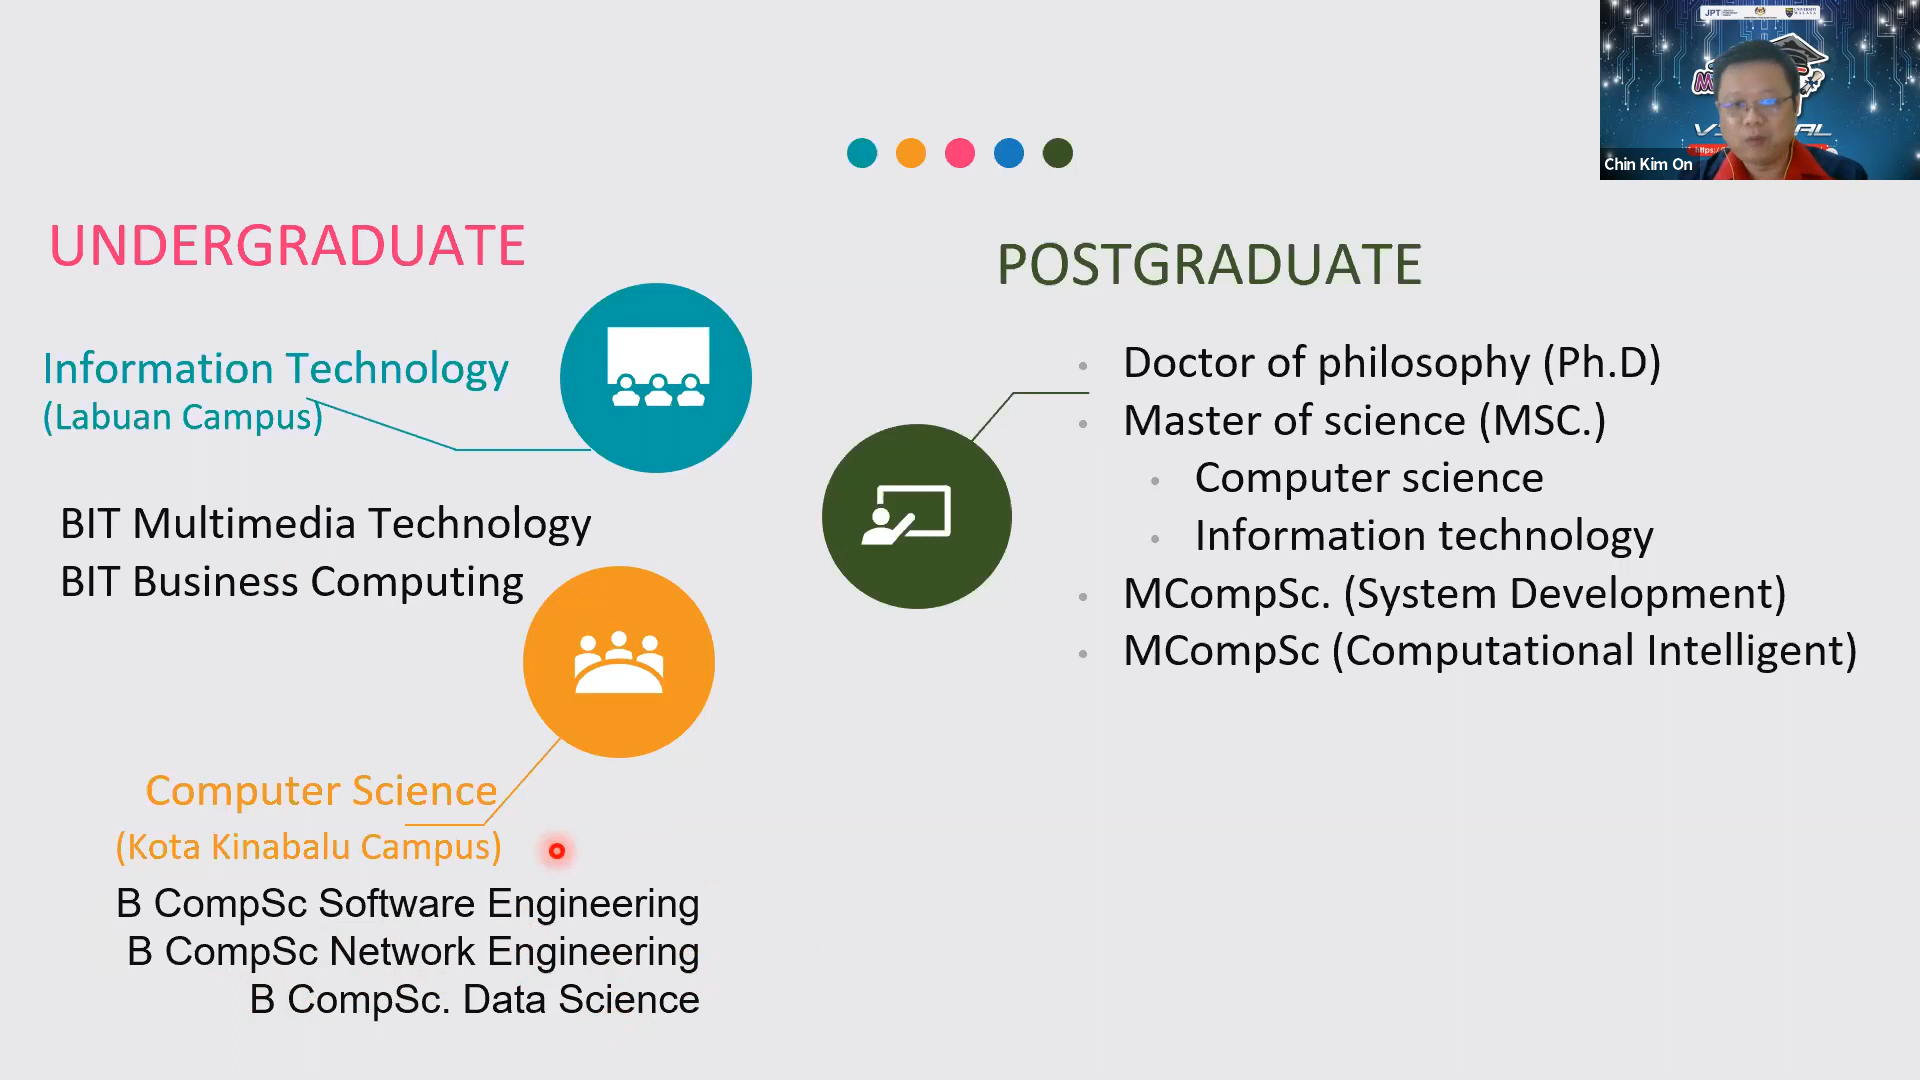 UNDERGRADUATE
Information Technology
(Labuan Campus)
BIT Multimedia Technology
BIT Business Computing
Computer Science
(Kota Kinabalu Campus)
B CompSc Software Engineering
B CompSc Network Engineering
B CompSc. Data Science
POSTGRADUATE
Doctor of philosophy (Ph.D)
Master of science (MSC.)
Computer science
Information technology
MCompSc. (System Development)
MCompSc (Computational Intelligent)
JPT
Chin Kim On